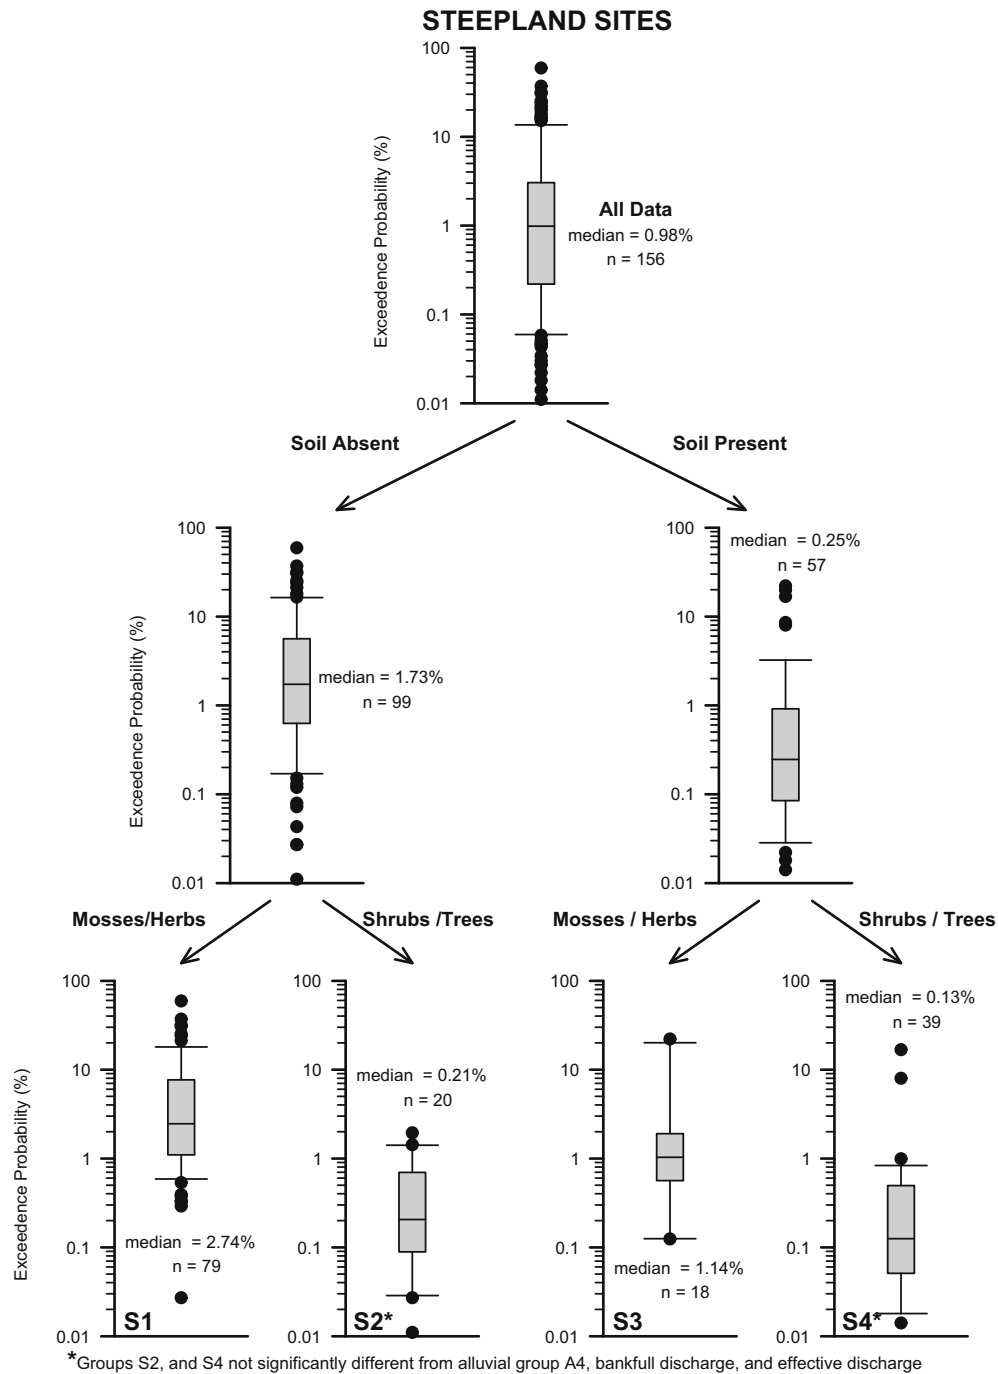 STEEPLAND SITES
100
10
1
0.1
0.01
Exceedence Probability (%)
All Data
median = 0.98%
n = 156
Soil Absent
Soil Present
100
10
1
0.1
0.01
Exceedence Probability (%)
median = 1.73%
n = 99
100
10
1
0.1
0.01
median = 0.25%
n = 57
Mosses/Herbs
Shrubs /Trees
Mosses / Herbs
Shrubs / Trees
100
10
1
0.1
0.01
Exceedence Probability (%)
median = 2.74%
n = 79
S1
100
10
1
0.1
0.01
median = 0.21%
n = 20
S2*
100
10
1
0.1
0.01
median = 1.14%
n = 18
S3
100
10
1
0.1
0.01
median = 0.13%
n = 39
S4*
*Groups S2, and S4 not significantly different from alluvial group A4, bankfull discharge, and effective discharge